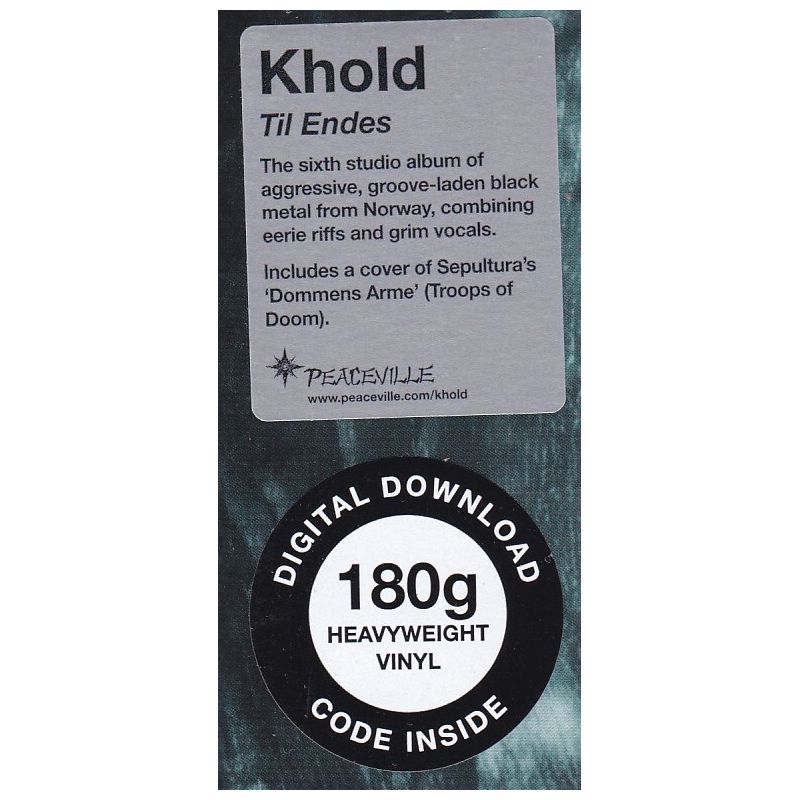 Khold
Til Endes
The sixth studio album of
aggressive, groove-laden black
metal from Norway, combining
eerie riffs and grim vocals.
Includes a cover of Sepultura's
'Dommens Arme' (Troops of
Doom).
PEACEVILLE
www.peaceville.com/khold
DIGITAL DOWNLOAD
180g
HEAVYWEIGHT
VINYL
CODE INSIDE